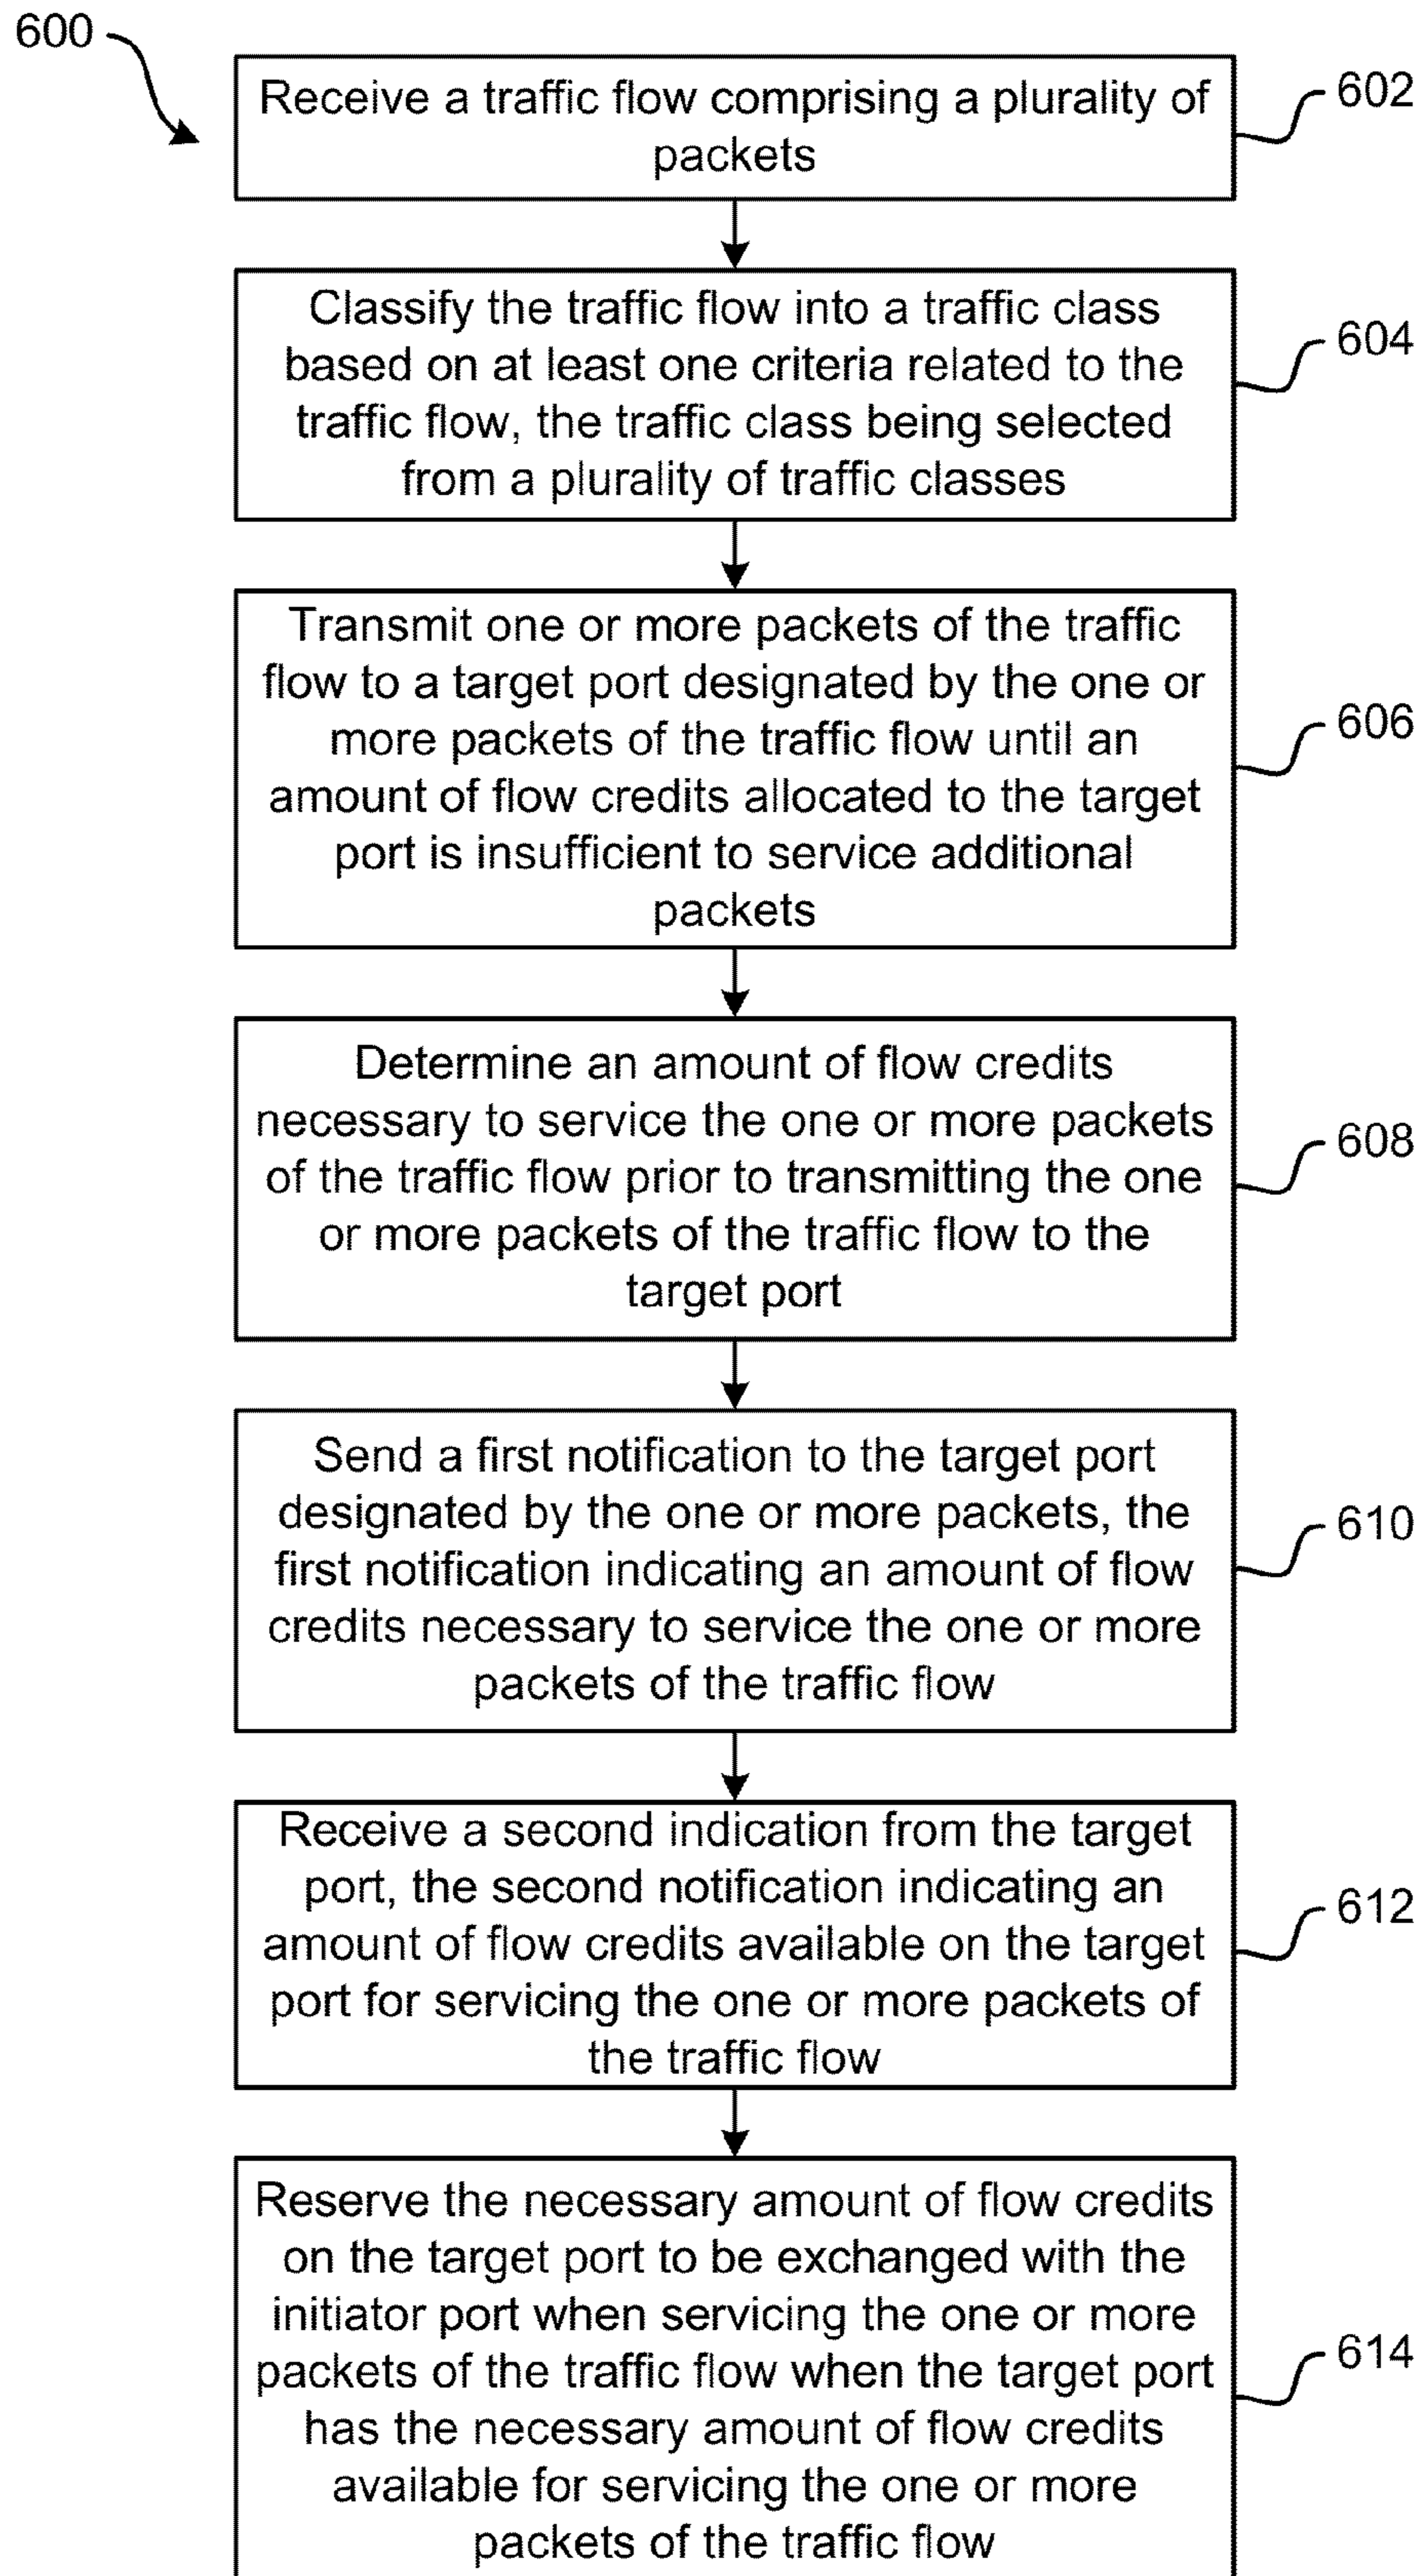 600
Receive a traffic flow comprising a plurality of
packets
602
Classify the traffic flow into a traffic class
based on at least one criteria related to the
traffic flow, the traffic class being selected
from a plurality of traffic classes
604
Transmit one or more packets of the traffic
flow to a target port designated by the one or
more packets of the traffic flow until an
amount of flow credits allocated to the target
port is insufficient to service additional
packets
606
Determine an amount of flow credits
necessary to service the one or more packets
of the traffic flow prior to transmitting the one
or more packets of the traffic flow to the
target port
608
Send a first notification to the target port
designated by the one or more packets, the
first notification indicating an amount of flow
credits necessary to service the one or more
packets of the traffic flow
610
Receive a second indication from the target
port, the second notification indicating an
amount of flow credits available on the target
port for servicing the one or more packets of
the traffic flow
612
Reserve the necessary amount of flow credits
on the target port to be exchanged with the
initiator port when servicing the one or more
packets of the traffic flow when the target port
has the necessary amount of flow credits
available for servicing the one or more
packets of the traffic flow
614